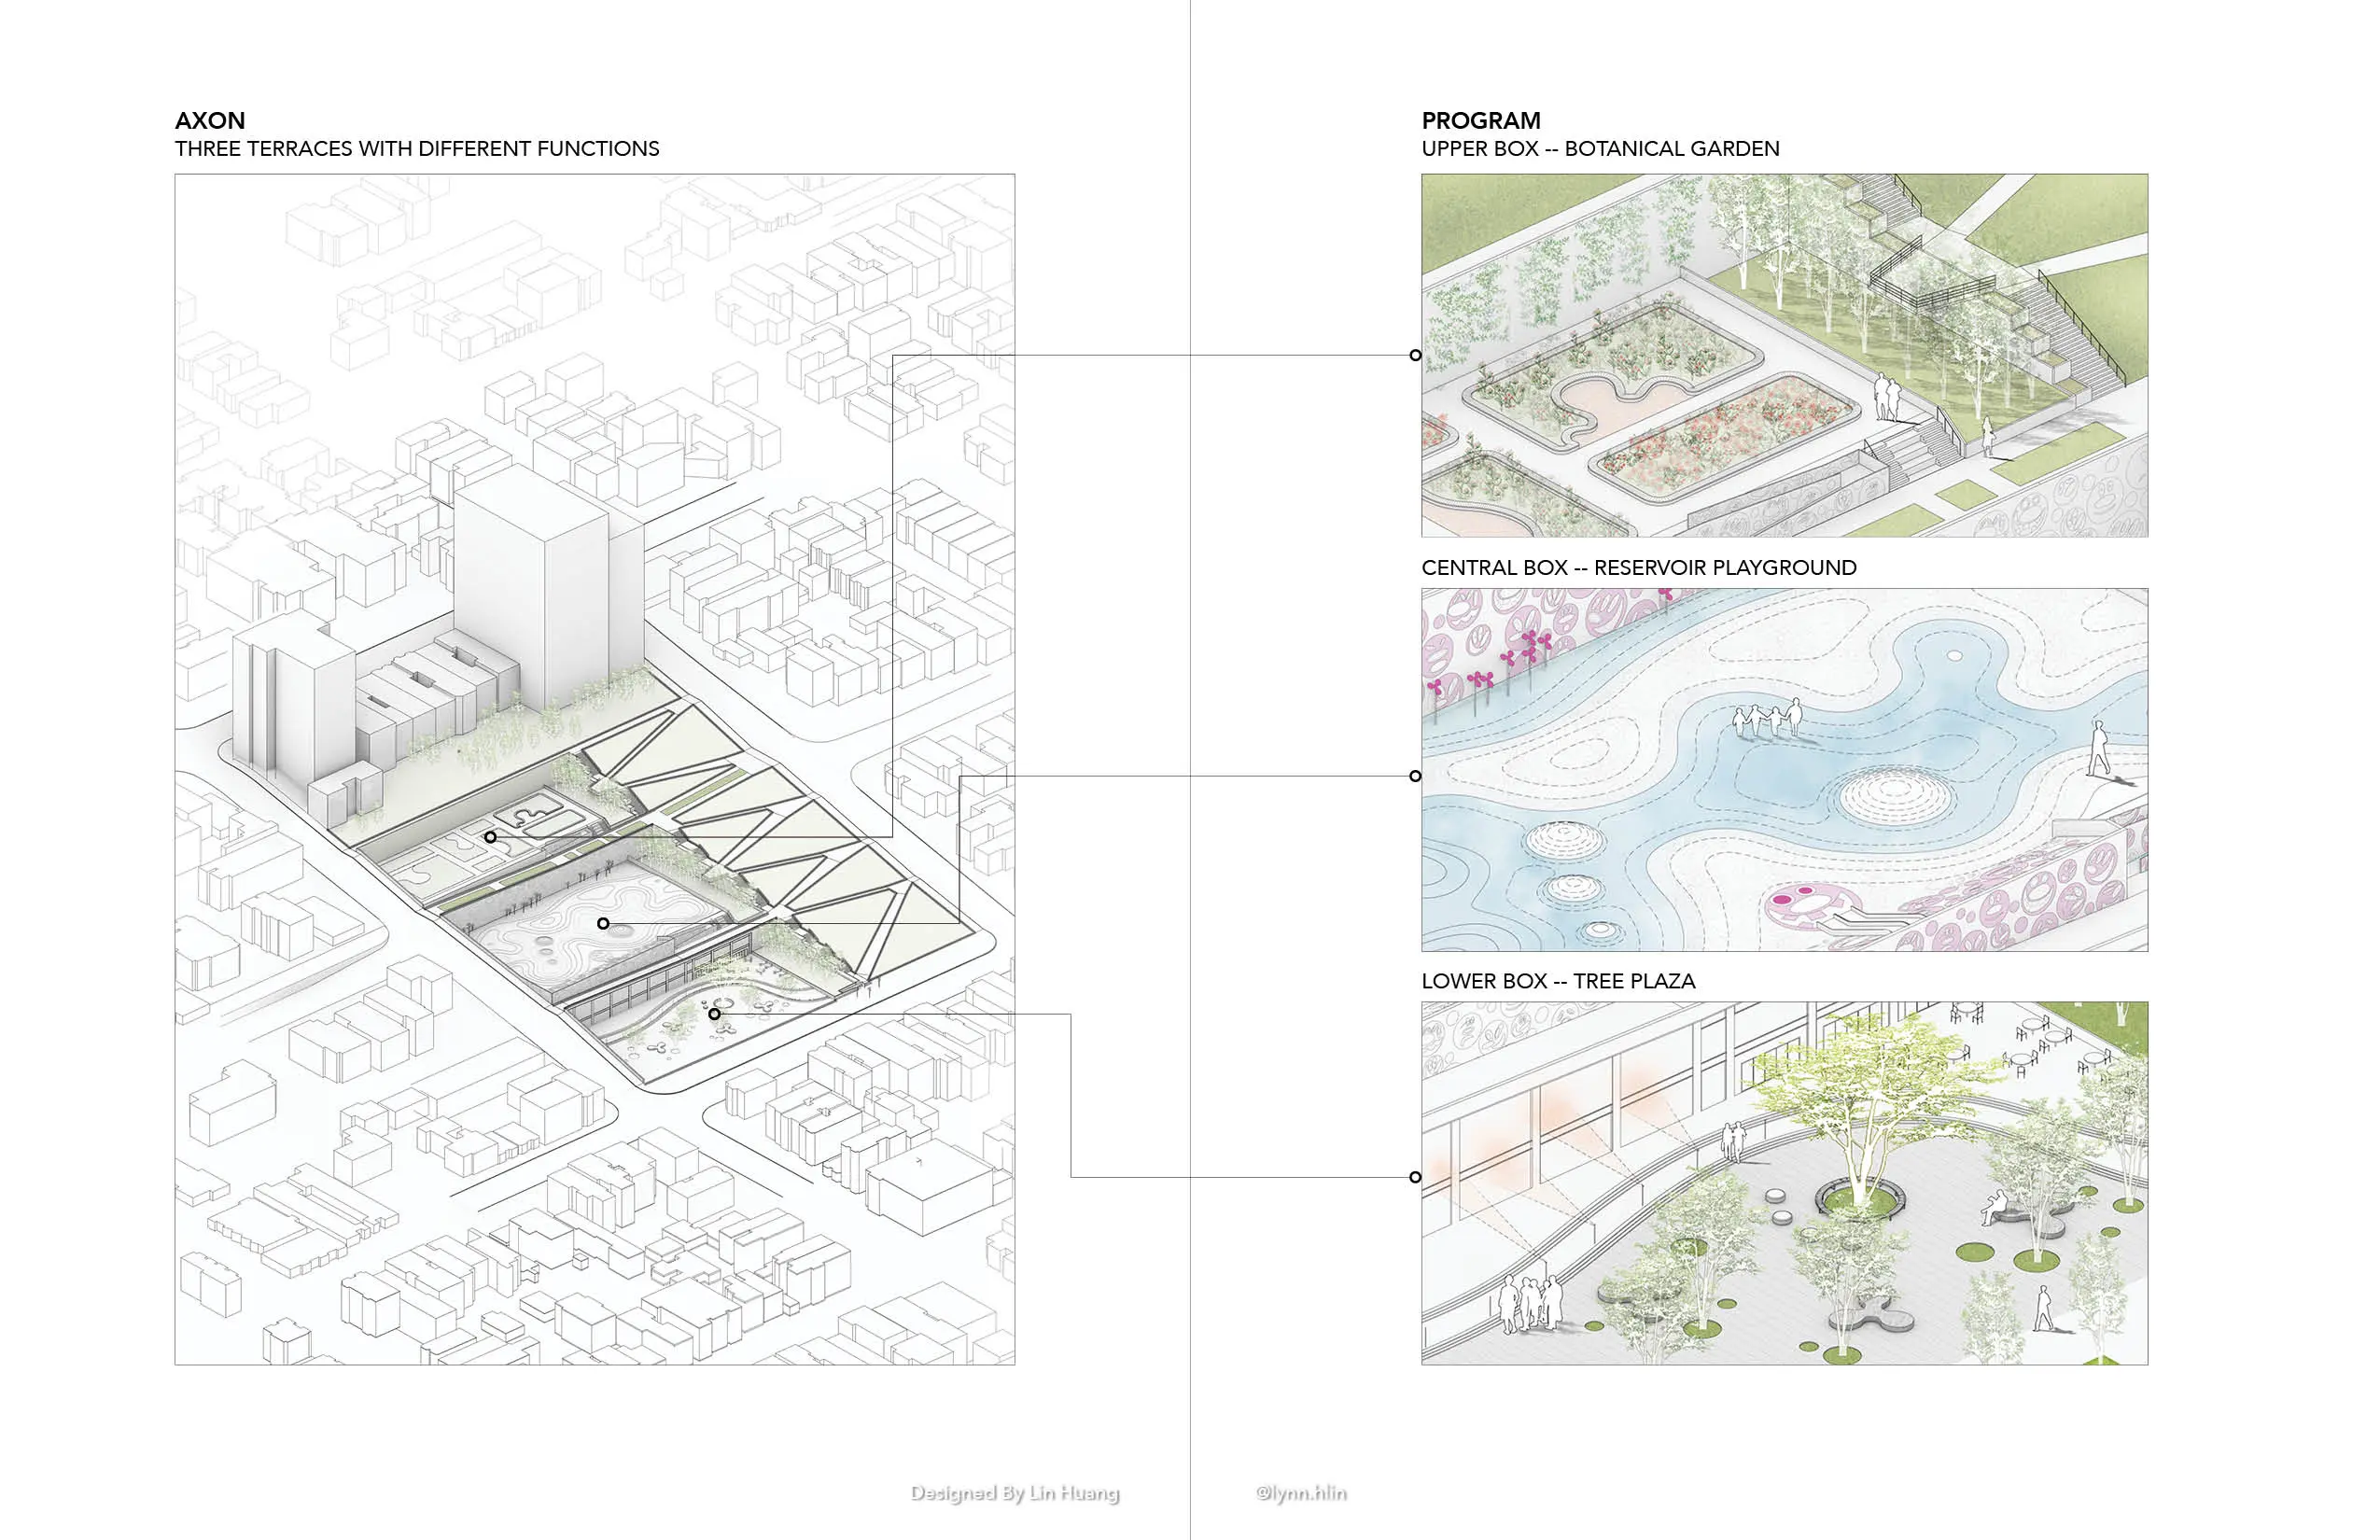 AXON
THREE TERRACES WITH DIFFERENT FUNCTIONS
PROGRAM
UPPER BOX -- BOTANICAL GARDEN
CENTRAL BOX -- RESERVOIR PLAYGROUND
LOWER BOX -- TREE PLAZA
Designed By Lin Huang
@lynn.hlin